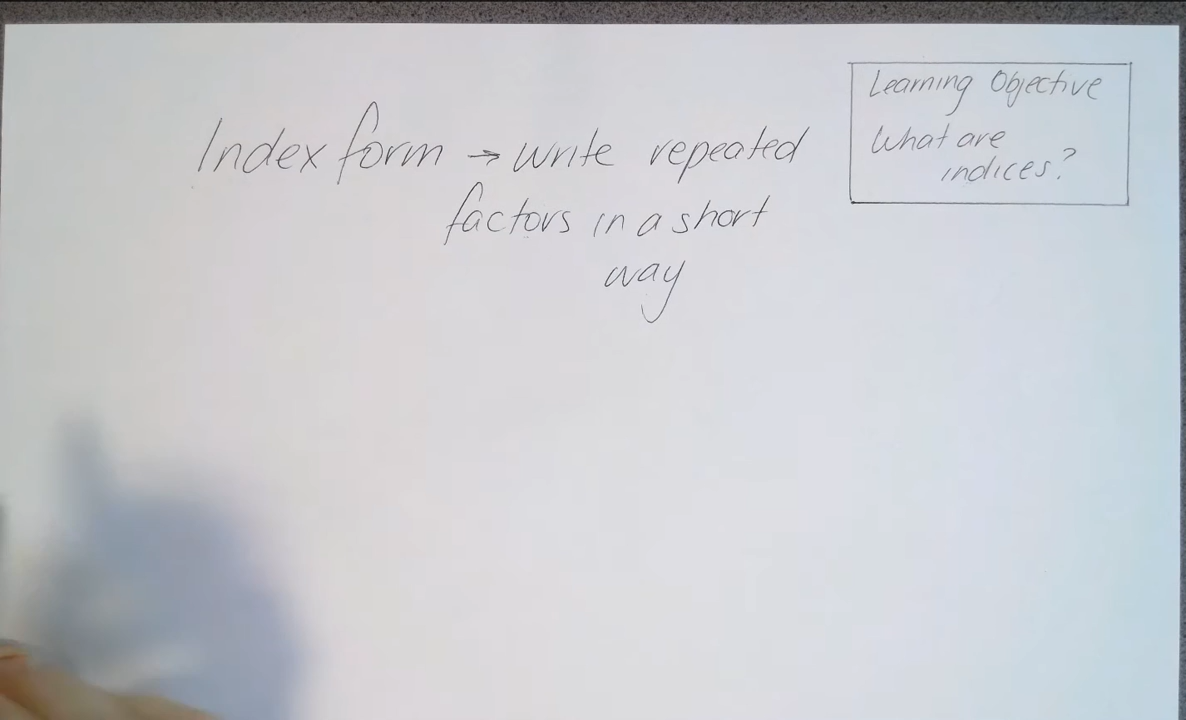 Index form → write repeated
factors in a short
way
Learning Objective
What are
indices?